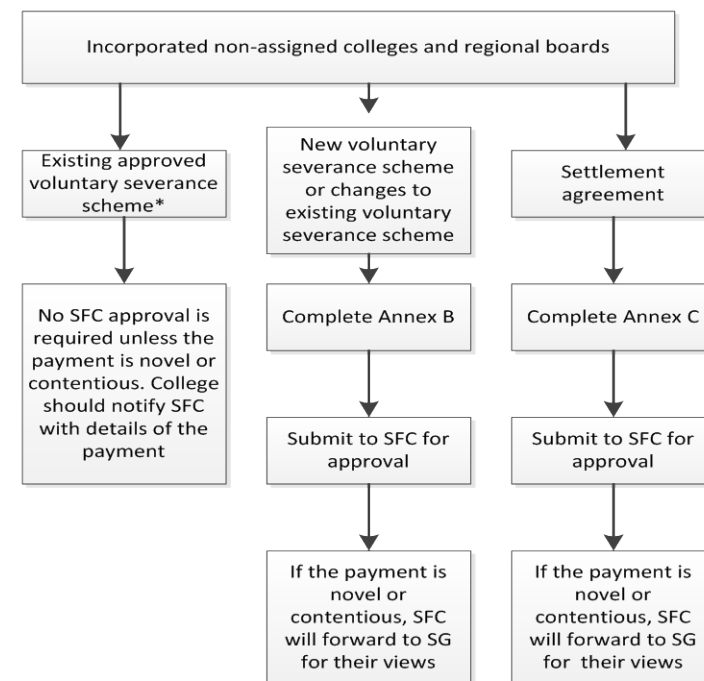 Incorporated non-assigned colleges and regional boards
Existing approved
voluntary severance
scheme*
No SFC approval is
required unless the
payment is novel or
contentious. College
should notify SFC
with details of the
payment
New voluntary
severance scheme
or changes to
existing voluntary
severance scheme
Complete Annex B
Submit to SFC for
approval
If the payment is
novel or
contentious, SFC
will forward to SG
for their views
Settlement
agreement
Complete Annex C
Submit to SFC for
approval
If the payment is
novel or
contentious, SFC
will forward to SG
for their views